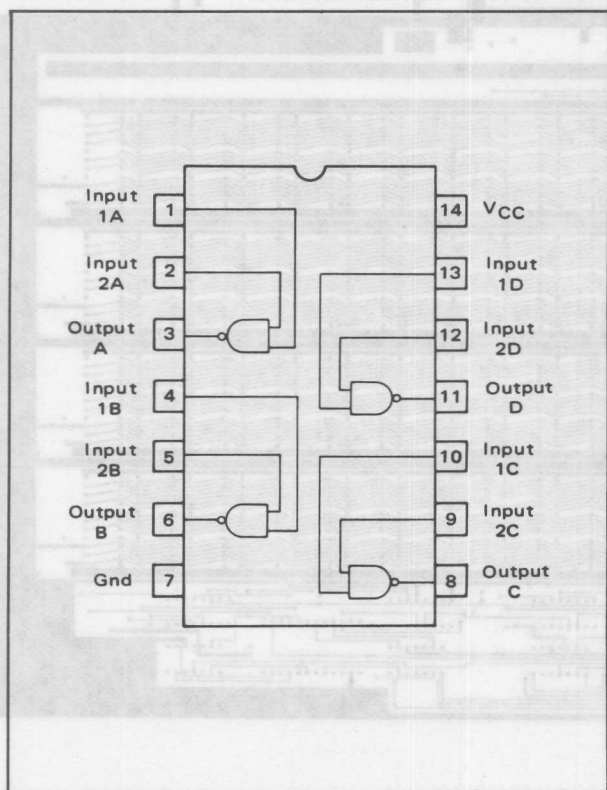 Input
1A
1
14
VCC
Input
2A
2
13
Input
1D
Output
A
3
12
Input
2D
Input
1B
4
11
Output
D
Input
2B
5
10
Input
1C
Output
B
6
9
Input
2C
Gnd
7
8
Output
C